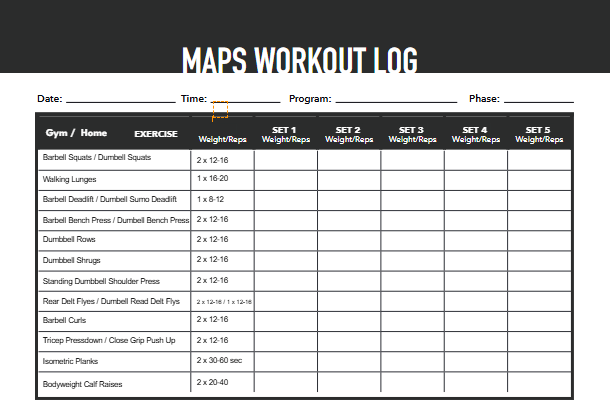 MAPS WORKOUT LOG
Date: Time: Program: Phase:
Gym / Home EXERCISE Weight/Reps SET 1 Weight/Reps SET 2 Weight/Reps SET 3 Weight/Reps SET 4 Weight/Reps SET 5 Weight/Reps
Barbell Squats / Dumbell Squats 2 x 12-16
Walking Lunges 1 x 16-20
Barbell Deadlift / Dumbell Sumo Deadlift 1 x 8-12
Barbell Bench Press / Dumbell Bench Press 2 x 12-16
Dumbbell Rows 2 x 12-16
Dumbbell Shrugs 2 x 12-16
Standing Dumbbell Shoulder Press 2 x 12-16
Rear Delt Flyes / Dumbell Read Delt Flys 2 x 12-16 / 1 x 12-16
Barbell Curls 2 x 12-16
Tricep Pressdown / Close Grip Push Up 2 x 12-16
Isometric Planks 2 x 30-60 sec
Bodyweight Calf Raises 2 x 20-40